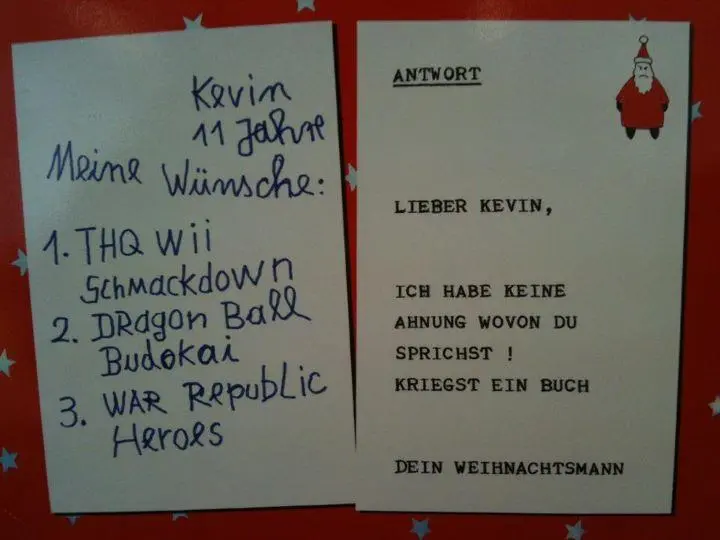 Kevin
11 Jahre
Meine Wünsche:
1. THQ Wii
Schmackdown
2. DRagon Ball
Budokai
3. WAR Republic
Heroes
ANTWORT
LIEBER KEVIN,
ICH HABE KEINE
AHNUNG WOVON DU
SPRICHST !
KRIEGST EIN BUCH
DEIN WEIHNACHTSMANN